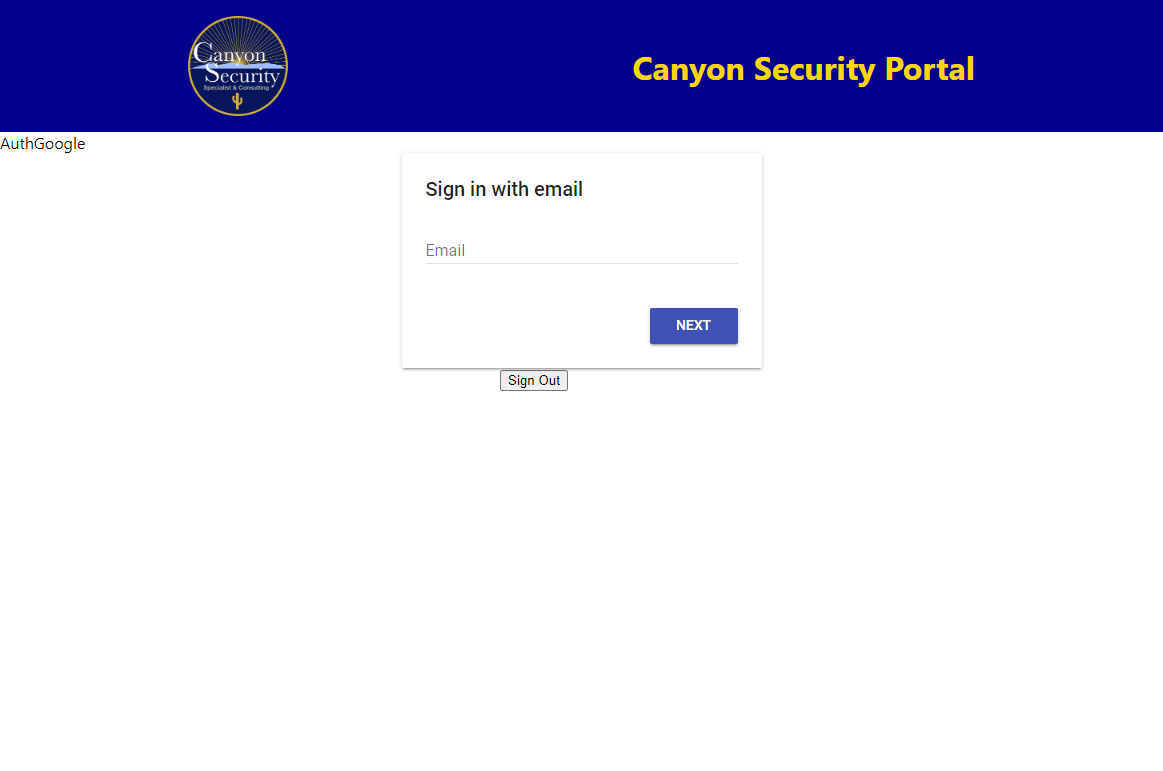 Canyon
Security
Specialist & Consulting
Canyon Security Portal
AuthGoogle
Sign in with email
Email
NEXT
Sign Out